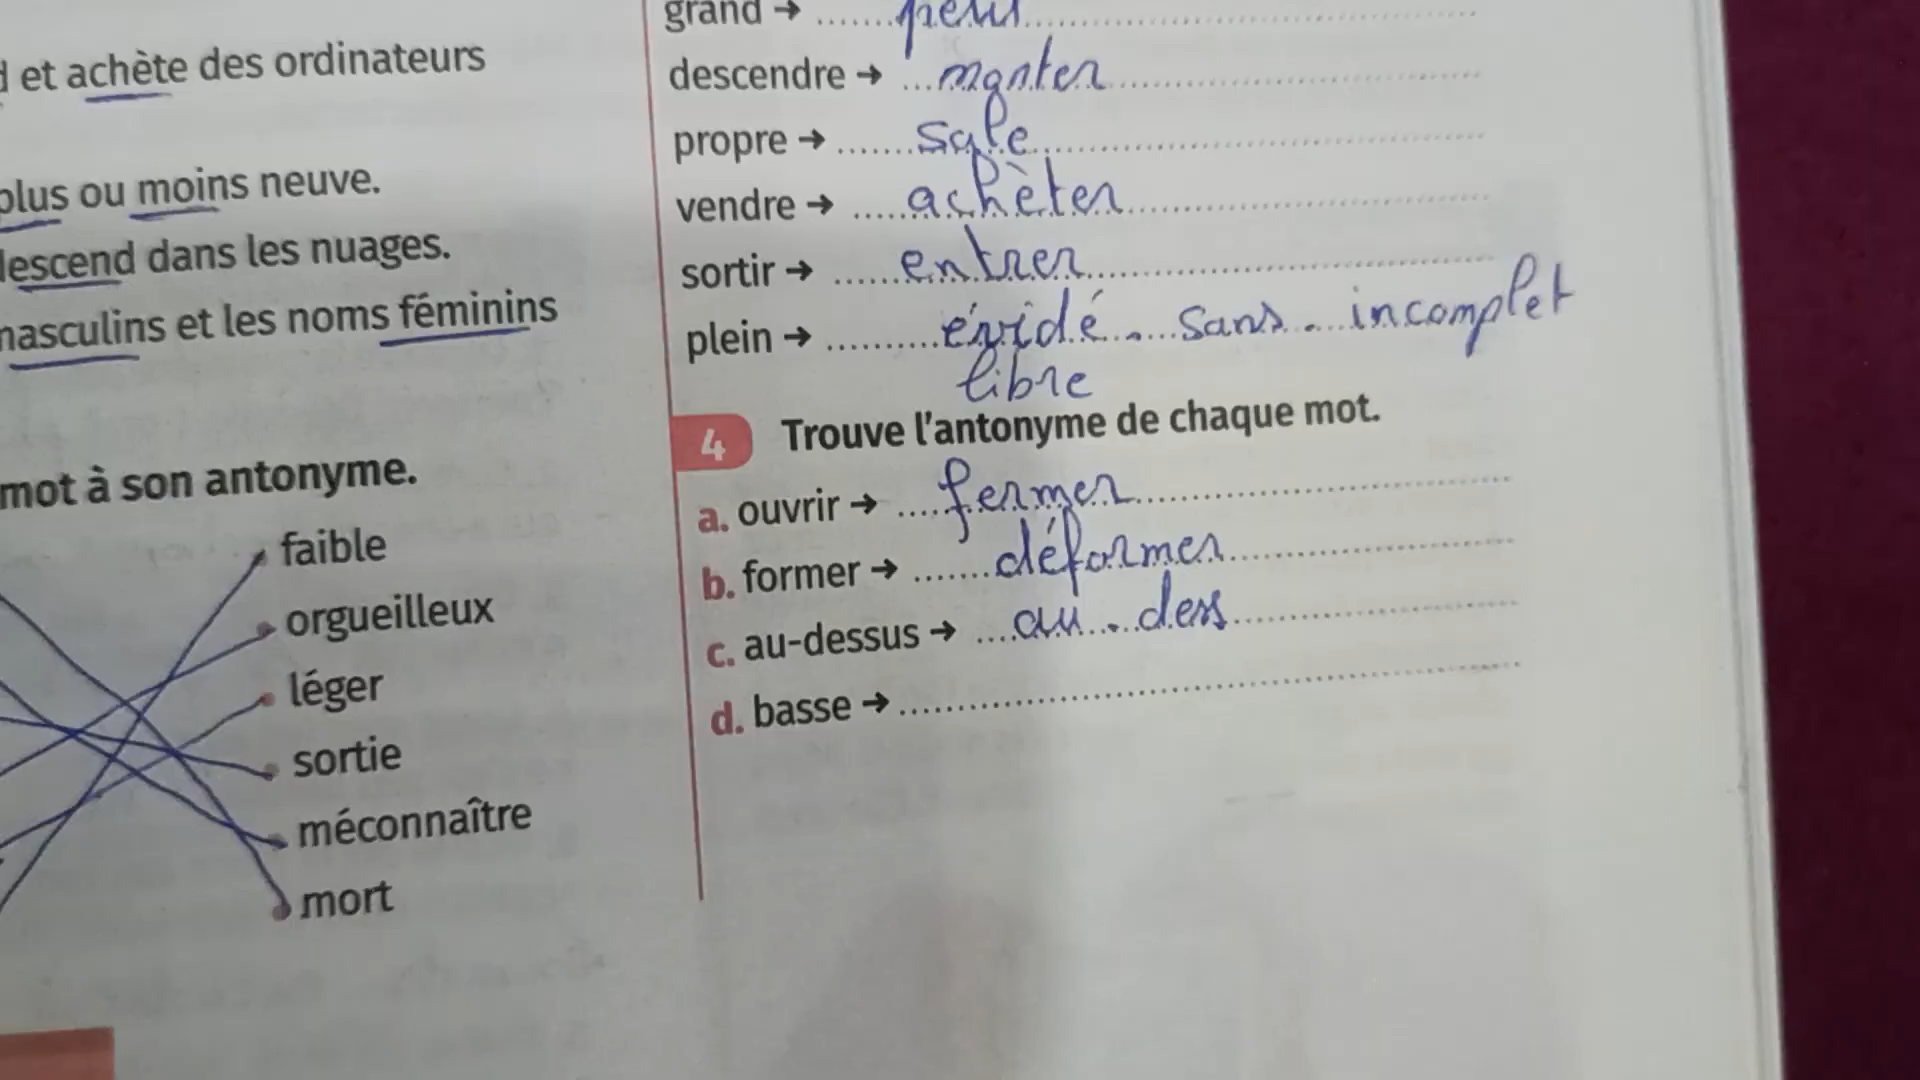 et achète des ordinateurs
plus ou moins neuve.
descend dans les nuages.
masculins et les noms féminins
mot à son antonyme.
faible
orgueilleux
léger
sortie
méconnaître
mort
grand → petit
descendre → monter
propre → sale
vendre → achèter
sortir → entrer
plein → évidé - sans - incomplet
libre
4 Trouve l'antonyme de chaque mot.
a. ouvrir → fermer
b. former → déformer
c. au-dessus → au - dess
d. basse →